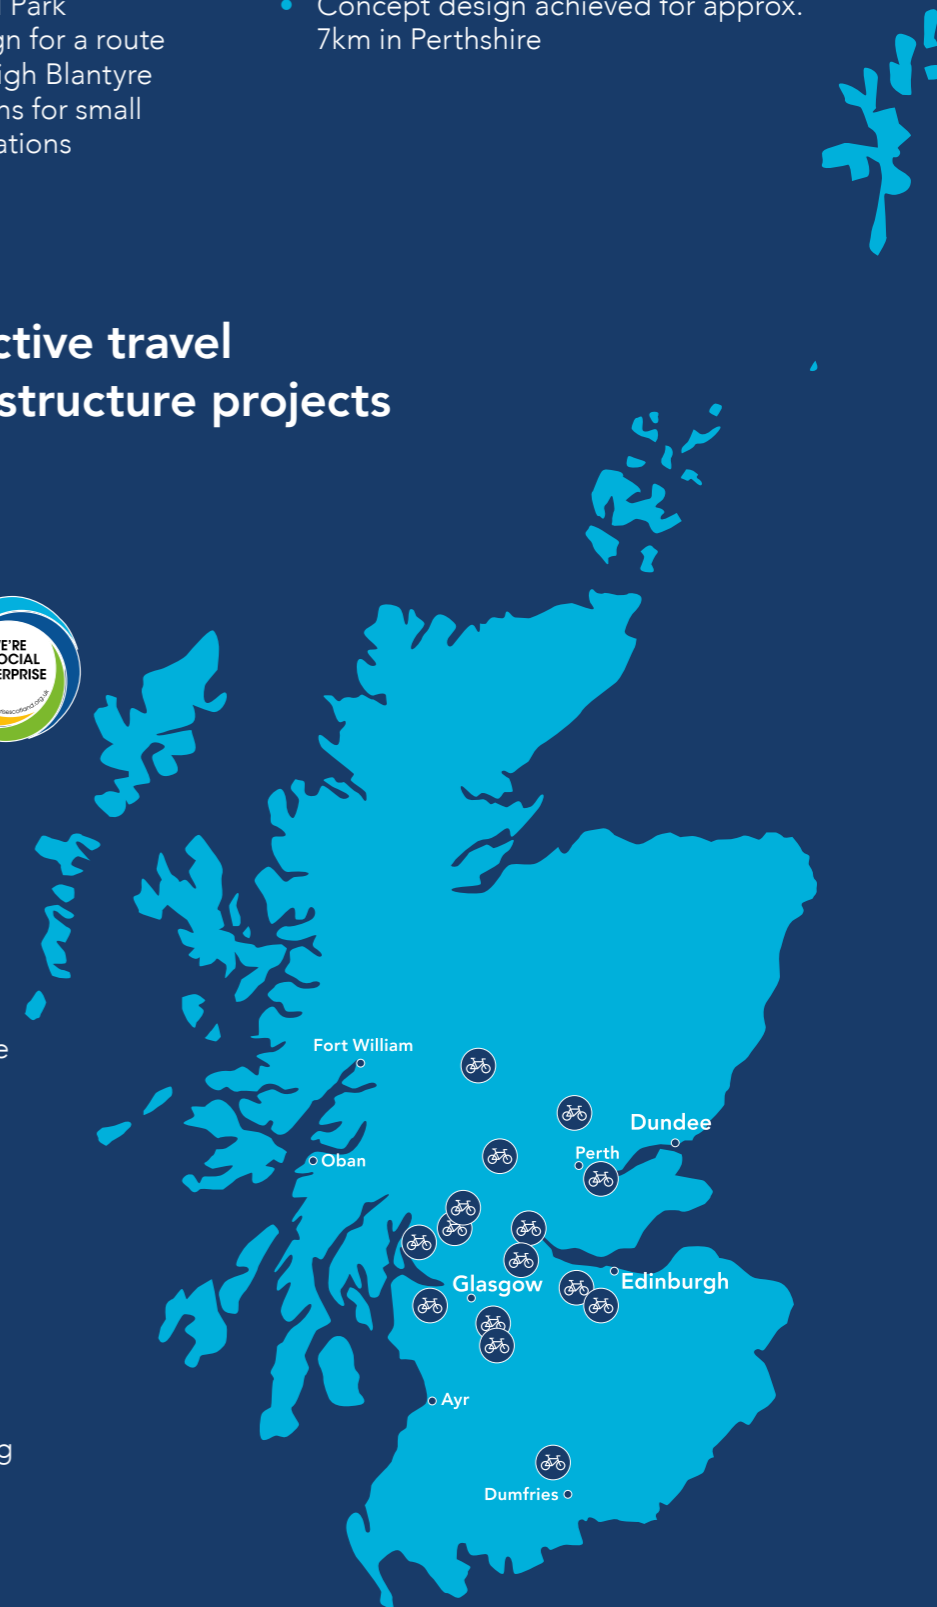 Park
n for a route
igh Blantyre
ns for small
ations
Concept design achieved for approx.
7km in Perthshire
ctive travel
structure projects
E'RE
OCIAL
ERPRISE
Fort William
Dundee
Perth
Oban
Glasgow
Edinburgh
Ayr
g
Dumfries